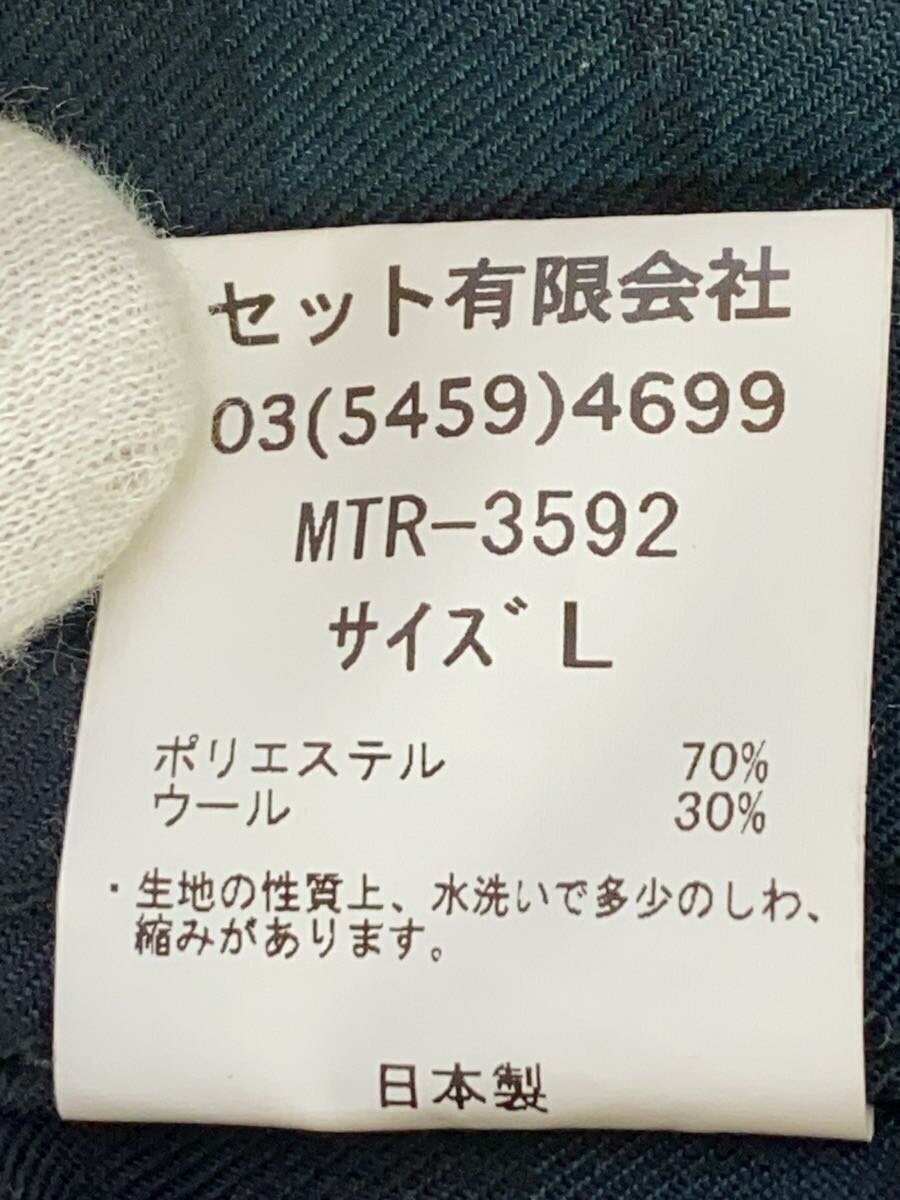 セット有限会社
03(5459)4699
MTR-3592
サイズ L
ポリエステル 70%
ウール 30%
・生地の性質上、水洗いで多少のしわ、
縮みがあります。
日本製